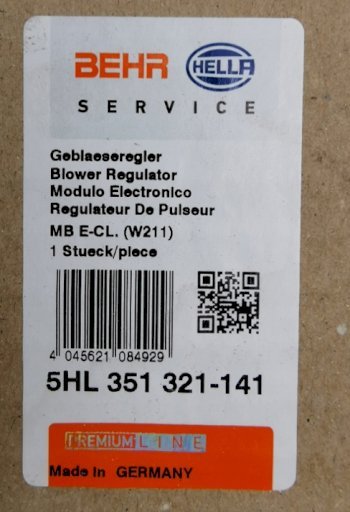 BEHR HELLA
SERVICE
Geblaeseregler
Blower Regulator
Modulo Electronico
Regulateur De Pulseur
MB E-CL. (W211)
1 Stueck/piece
4 045621 084929
5HL 351 321-141
PREMIUM LINE
Made In GERMANY